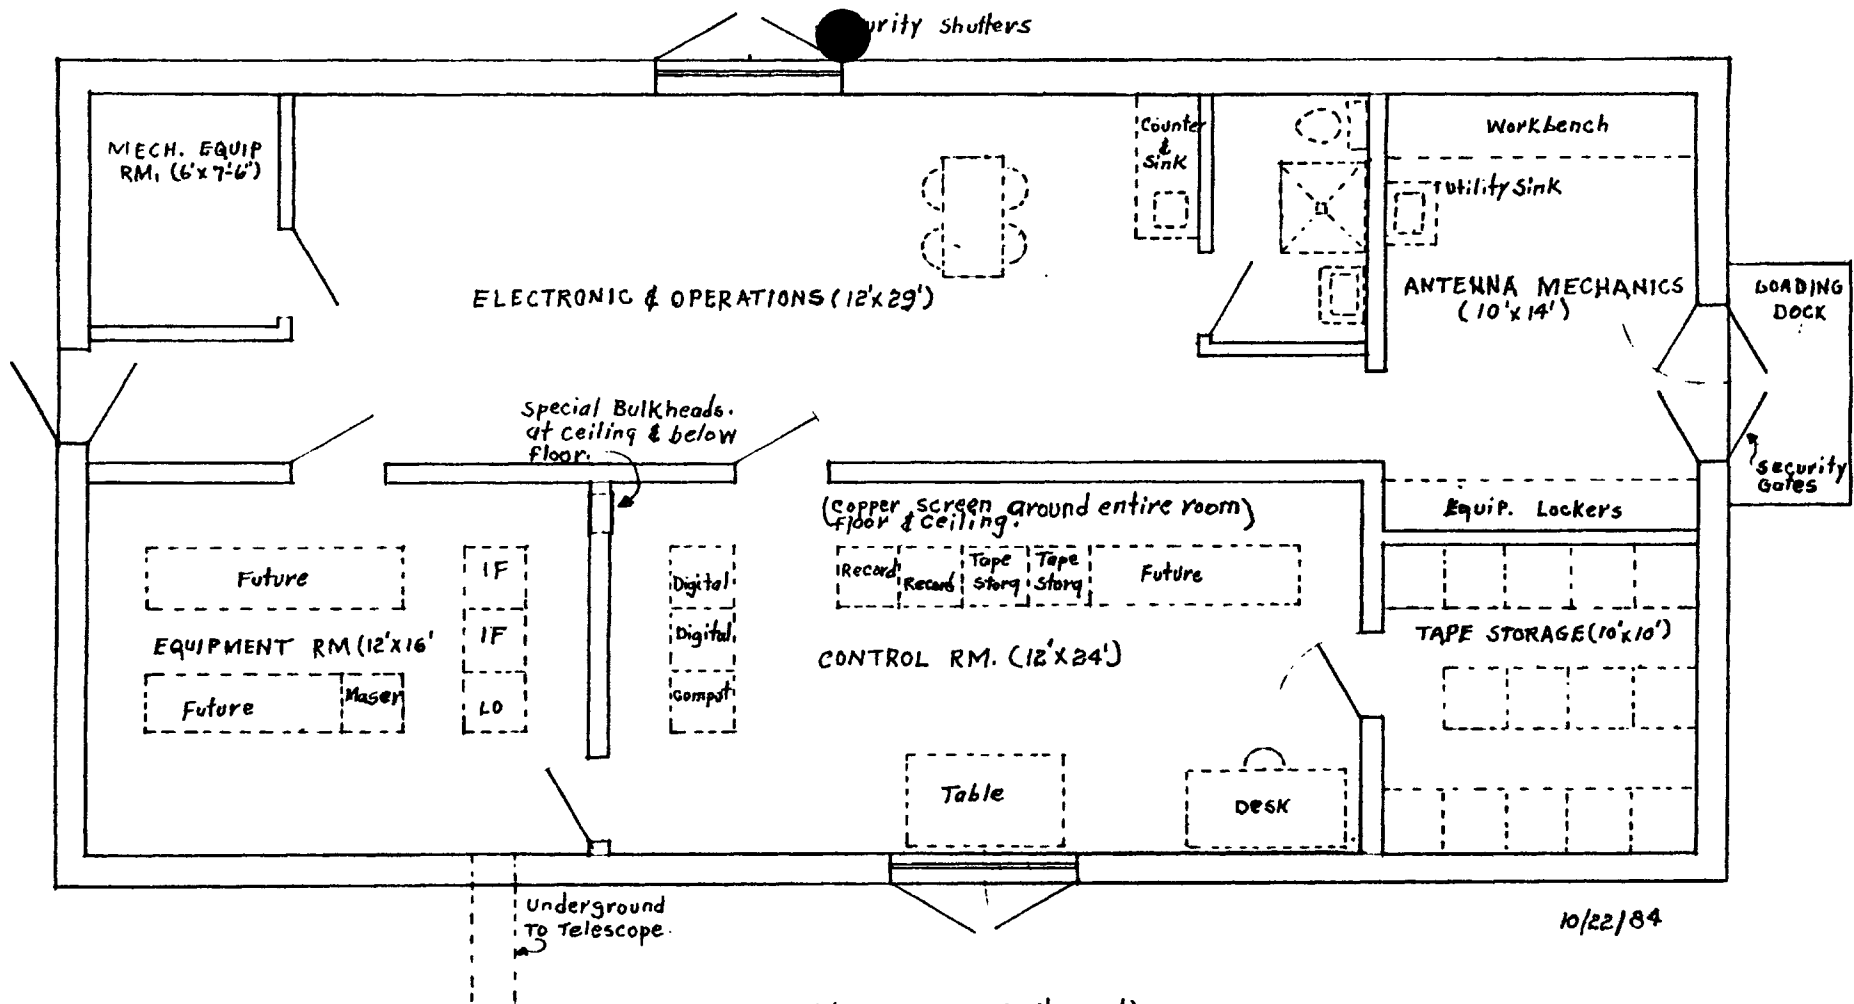 urity Shutters
MECH. EQUIP
RM. (6'x7'-6")
Counter
&
Sink
Workbench
Utility Sink
ELECTRONIC & OPERATIONS (12'x29')
ANTENNA MECHANICS
(10'x14')
LOADING
DOCK
Special Bulkheads.
at ceiling & below
floor.
Security
Gates
(copper screen around entire room)
floor & ceiling.
Equip. Lockers
Future
IF
Digital
Record
Record
Tape
Storg
Tape
Storg
Future
EQUIPMENT RM (12'x16'
IF
Digital
CONTROL RM. (12'x24')
TAPE STORAGE (10'x10')
Future
Maser
LO
Comput
Table
Desk
Underground
To Telescope.
10/22/84